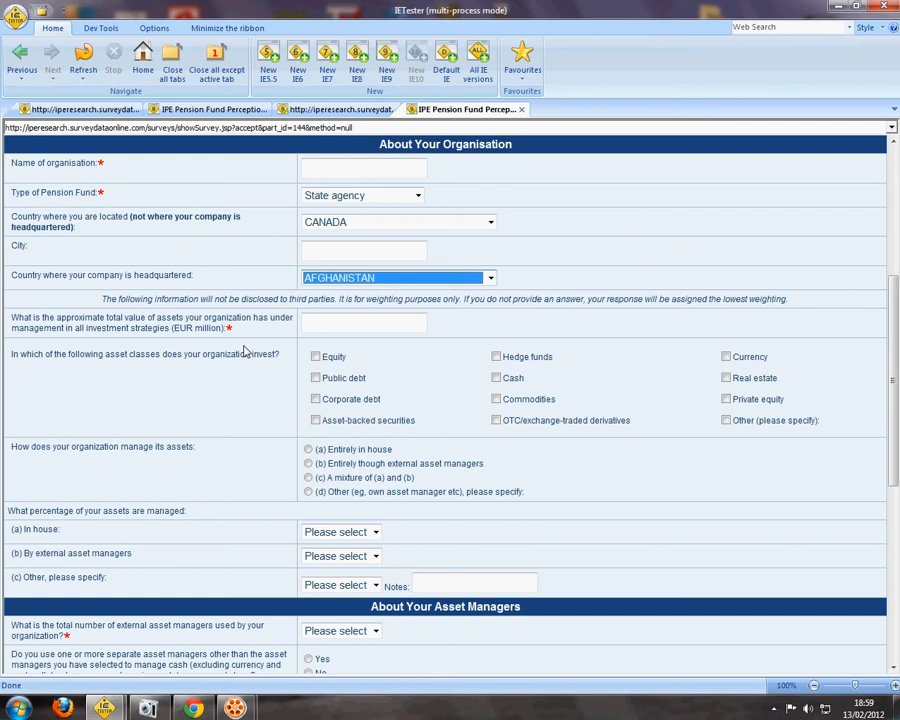 IETester (multi-process mode)
Home Dev Tools Options Visualize the ribbon Web Search Style
Previous Next Refresh Stop Home Close all tabs Close all except active tab New IE5.5 New IE6 New IE7 New IE8 New IE9 New IE10 Default IE All IE versions Favourites
Navigate New Favourites
http://iperesearch.surveydat... IPE Pension Fund Perceptio... http://iperesearch.surveydat... IPE Pension Fund Percep...
http://iperesearch.surveydataonline.com/surveys/showSurvey.jsp?accept&part_id=144&method=null
About Your Organisation
Name of organisation:*
Type of Pension Fund:* State agency
Country where you are located (not where your company is
headquartered): CANADA
City:
Country where your company is headquartered: AFGHANISTAN
The following information will not be disclosed to third parties. It is for weighting purposes only. If you do not provide an answer, your response will be assigned the lowest weighting.
What is the approximate total value of assets your organization has under
management in all investment strategies (EUR million):*
In which of the following asset classes does your organization invest?
Equity Hedge funds Currency
Public debt Cash Real estate
Corporate debt Commodities Private equity
Asset-backed securities OTC/exchange-traded derivatives Other (please specify):
How does your organization manage its assets:
(a) Entirely in house
(b) Entirely though external asset managers
(c) A mixture of (a) and (b)
(d) Other (eg, own asset manager etc), please specify:
What percentage of your assets are managed:
(a) In house: Please select
(b) By external asset managers Please select
(c) Other, please specify: Please select Notes:
About Your Asset Managers
What is the total number of external asset managers used by your
organization?* Please select
Do you use one or more separate asset managers other than the asset
managers you have selected to manage cash (excluding currency and
Yes
No
Done 100%
18:59
13/02/2012